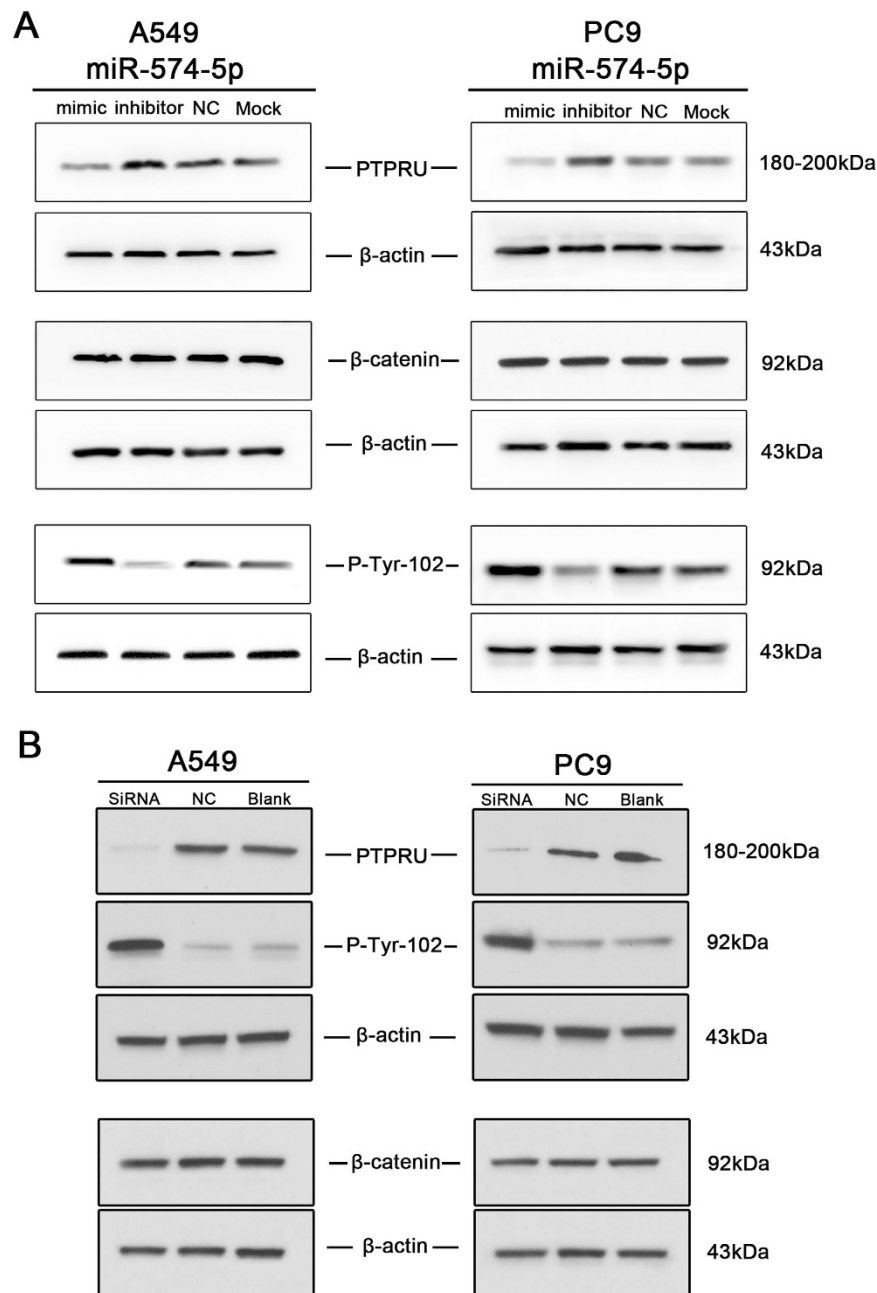 A
A549
miR-574-5p
PC9
miR-574-5p
mimic inhibitor NC Mock
mimic inhibitor NC Mock
PTPRU
180-200kDa
β-actin
43kDa
β-catenin
92kDa
β-actin
43kDa
P-Tyr-102
92kDa
β-actin
43kDa
B
A549
PC9
SiRNA NC Blank
SiRNA NC Blank
PTPRU
180-200kDa
P-Tyr-102
92kDa
β-actin
43kDa
β-catenin
92kDa
β-actin
43kDa